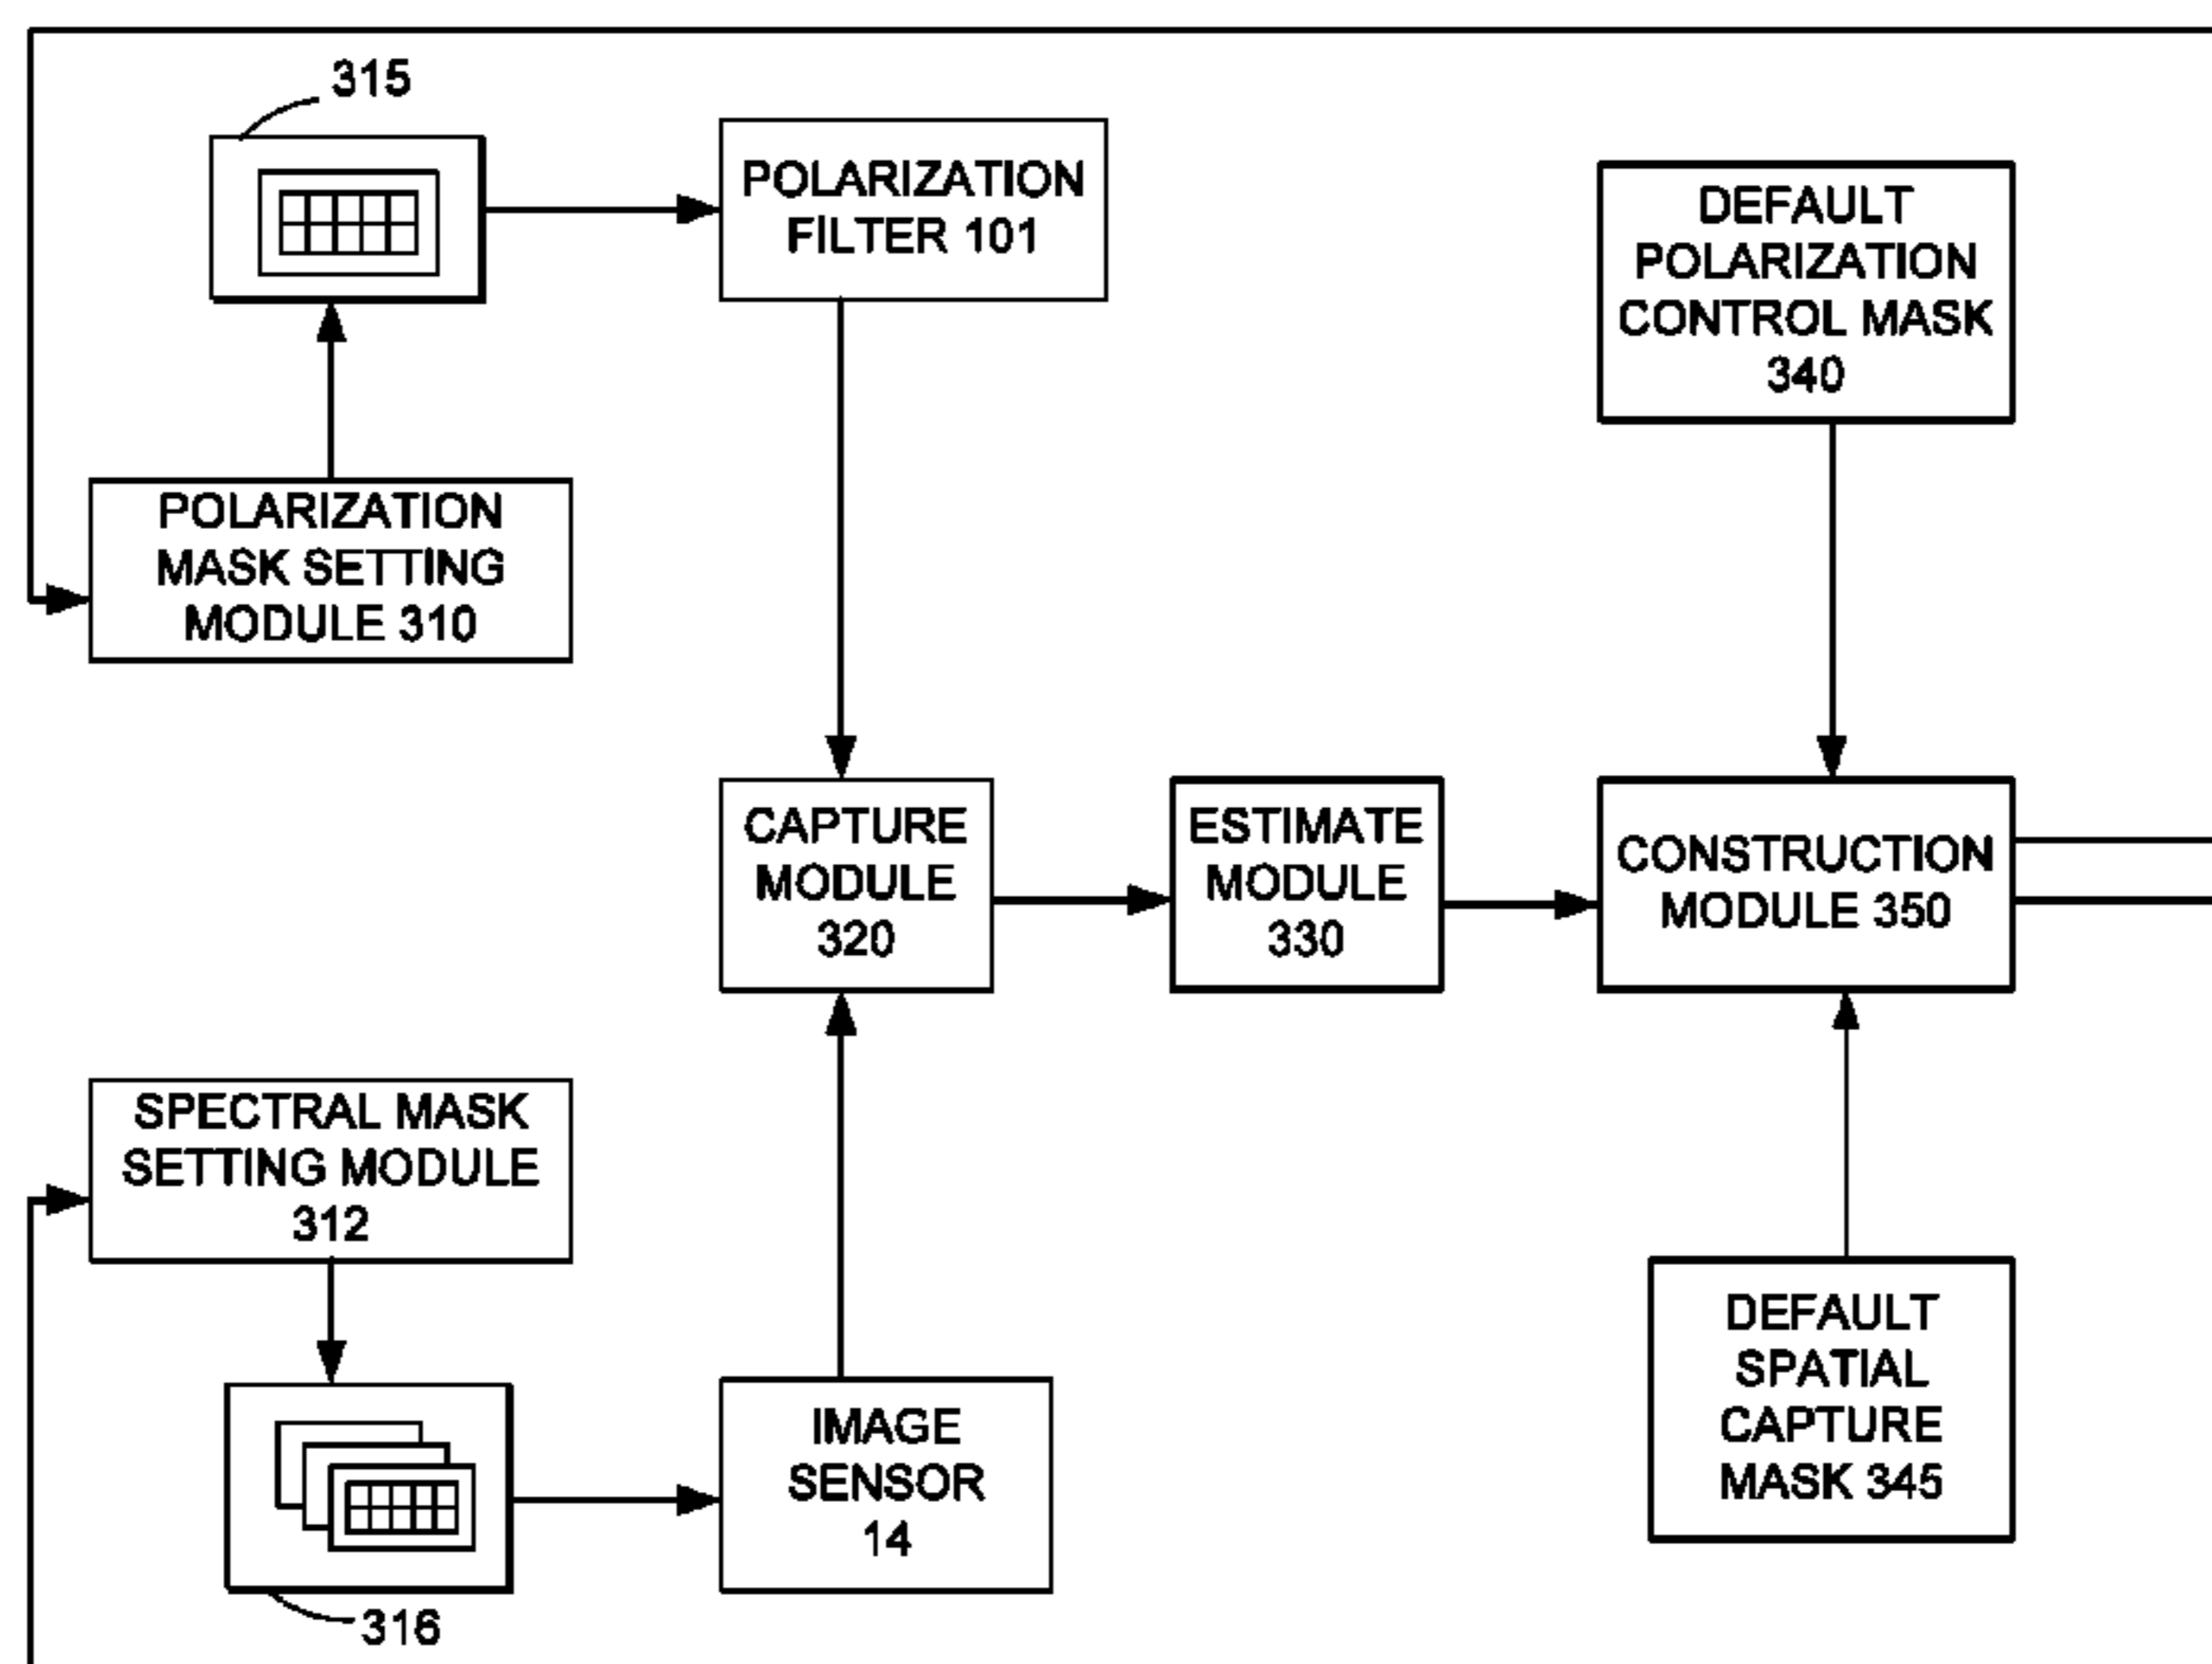 315
POLARIZATION
FILTER 101
DEFAULT
POLARIZATION
CONTROL MASK
340
POLARIZATION
MASK SETTING
MODULE 310
CAPTURE
MODULE
320
ESTIMATE
MODULE
330
CONSTRUCTION
MODULE 350
SPECTRAL MASK
SETTING MODULE
312
IMAGE
SENSOR
14
DEFAULT
SPATIAL
CAPTURE
MASK 345
316